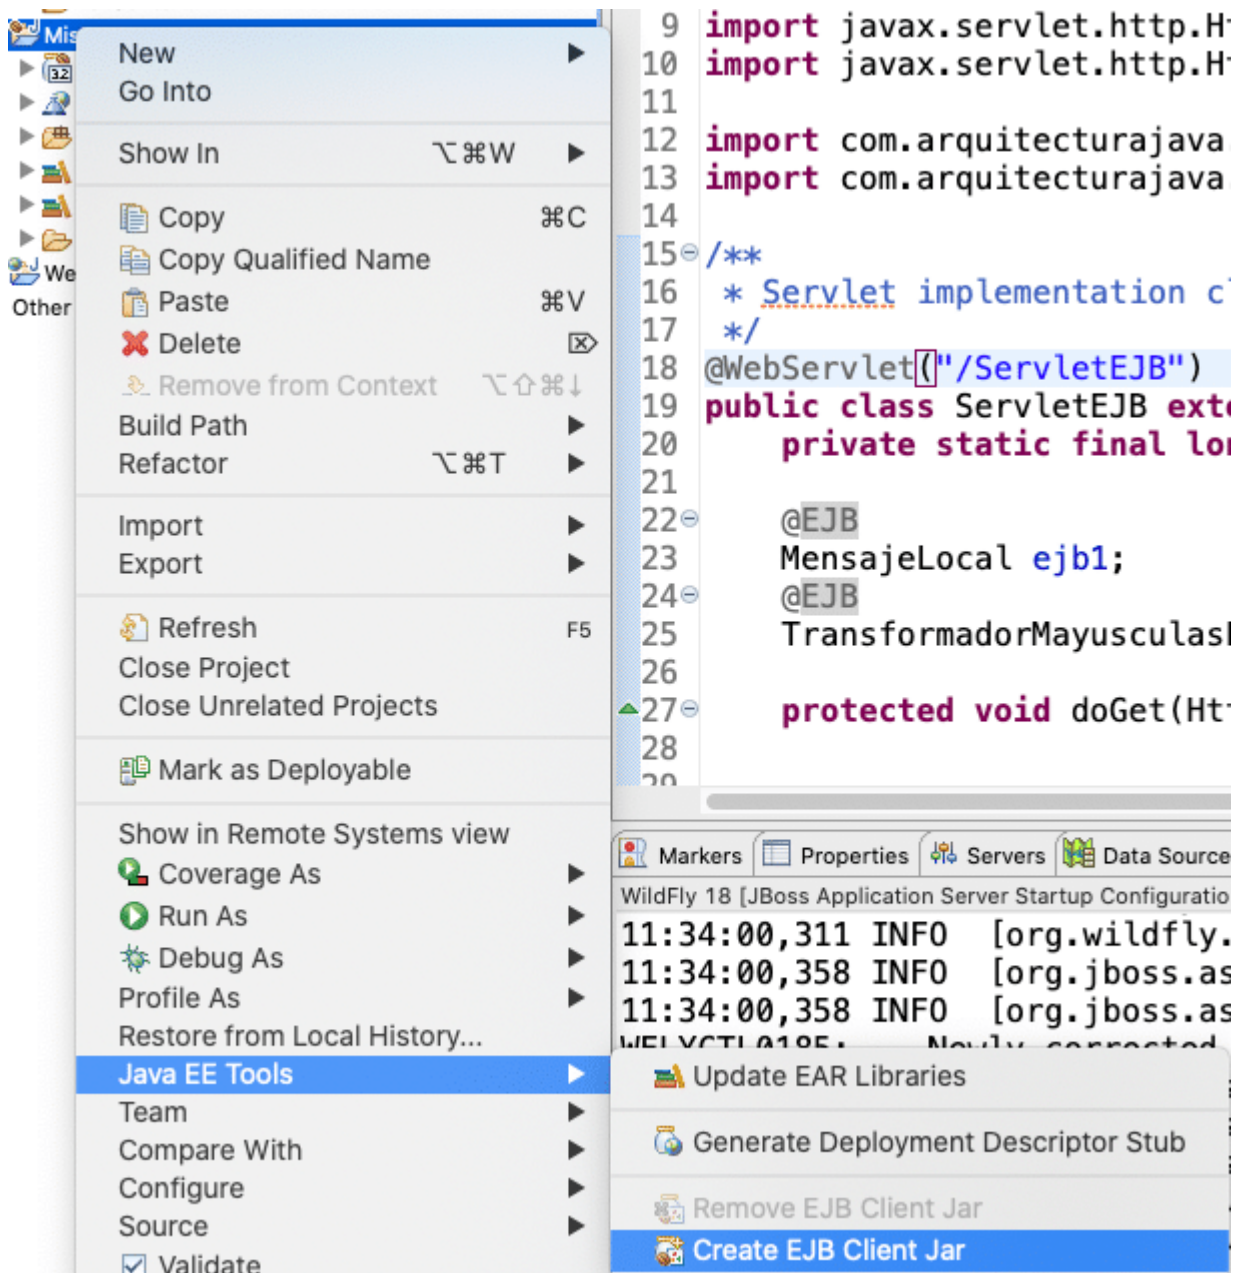 Mis
32
We
Other
New
Go Into
Show In ⌥⌘W
Copy ⌘C
Copy Qualified Name
Paste ⌘V
Delete ⌦
Remove from Context ⌥⇧⌘↓
Build Path
Refactor ⌥⌘T
Import
Export
Refresh F5
Close Project
Close Unrelated Projects
Mark as Deployable
Show in Remote Systems view
Coverage As
Run As
Debug As
Profile As
Restore from Local History...
Java EE Tools
Team
Compare With
Configure
Source
Validate
9 import javax.servlet.http.H
10 import javax.servlet.http.H
11
12 import com.arquitecturajava.
13 import com.arquitecturajava.
14
15 /**
16 * Servlet implementation cl
17 */
18 @WebServlet("/ServletEJB")
19 public class ServletEJB exte
20 private static final lon
21
22 @EJB
23 MensajeLocal ejb1;
24 @EJB
25 TransformadorMayusculas
26
27 protected void doGet(Htt
28
29
Markers Properties Servers Data Source
WildFly 18 [JBoss Application Server Startup Configuratio
11:34:00,311 INFO [org.wildfly.
11:34:00,358 INFO [org.jboss.as
11:34:00,358 INFO [org.jboss.as
WFLYCTL0185: Newly corrected
Update EAR Libraries
Generate Deployment Descriptor Stub
Remove EJB Client Jar
Create EJB Client Jar